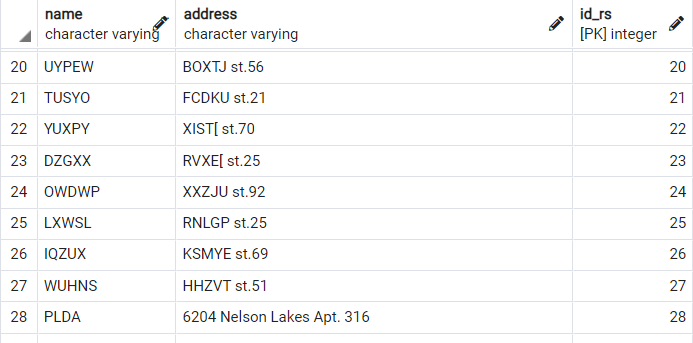 name address id_rs
character varying character varying [PK] integer
20 UYPEW BOXTJ st.56 20
21 TUSYO FCDKU st.21 21
22 YUXPY XIST[ st.70 22
23 DZGXX RVXE[ st.25 23
24 OWDWP XXZJU st.92 24
25 LXWSL RNLGP st.25 25
26 IQZUX KSMYE st.69 26
27 WUHNS HHZVT st.51 27
28 PLDA 6204 Nelson Lakes Apt. 316 28